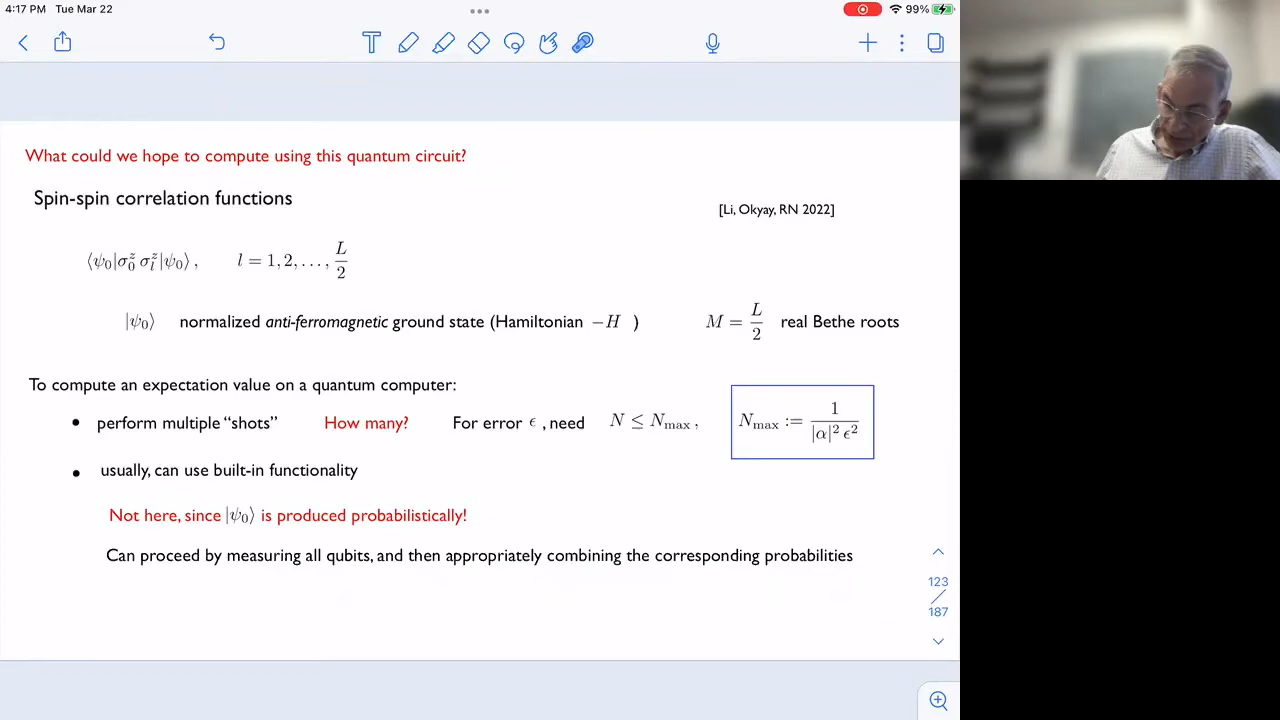 4:17 PM Tue Mar 22
99%
What could we hope to compute using this quantum circuit?
Spin-spin correlation functions
[Li, Okyay, RN 2022]
⟨ψ₀|σ₀ᶻ σₗᶻ|ψ₀⟩ , l = 1, 2, . . . , L/2
|ψ₀⟩ normalized anti-ferromagnetic ground state (Hamiltonian −H ) M = L/2 real Bethe roots
To compute an expectation value on a quantum computer:
• perform multiple “shots” How many? For error ϵ , need N ≤ N_max , N_max := 1/(|α|² ϵ²)
• usually, can use built-in functionality
Not here, since |ψ₀⟩ is produced probabilistically!
Can proceed by measuring all qubits, and then appropriately combining the corresponding probabilities
123
/
187